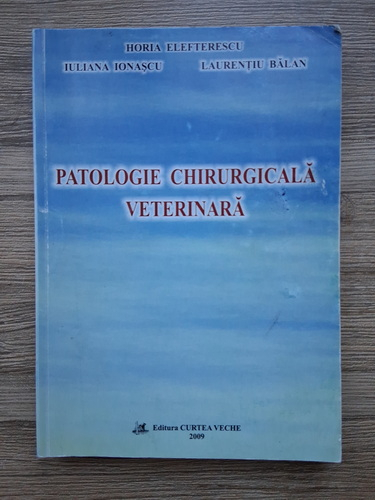 HORIA ELEFTERESCU
IULIANA IONAȘCU LAURENȚIU BĂLAN
PATOLOGIE CHIRURGICALĂ
VETERINARĂ
Editura CURTEA VECHE
2009